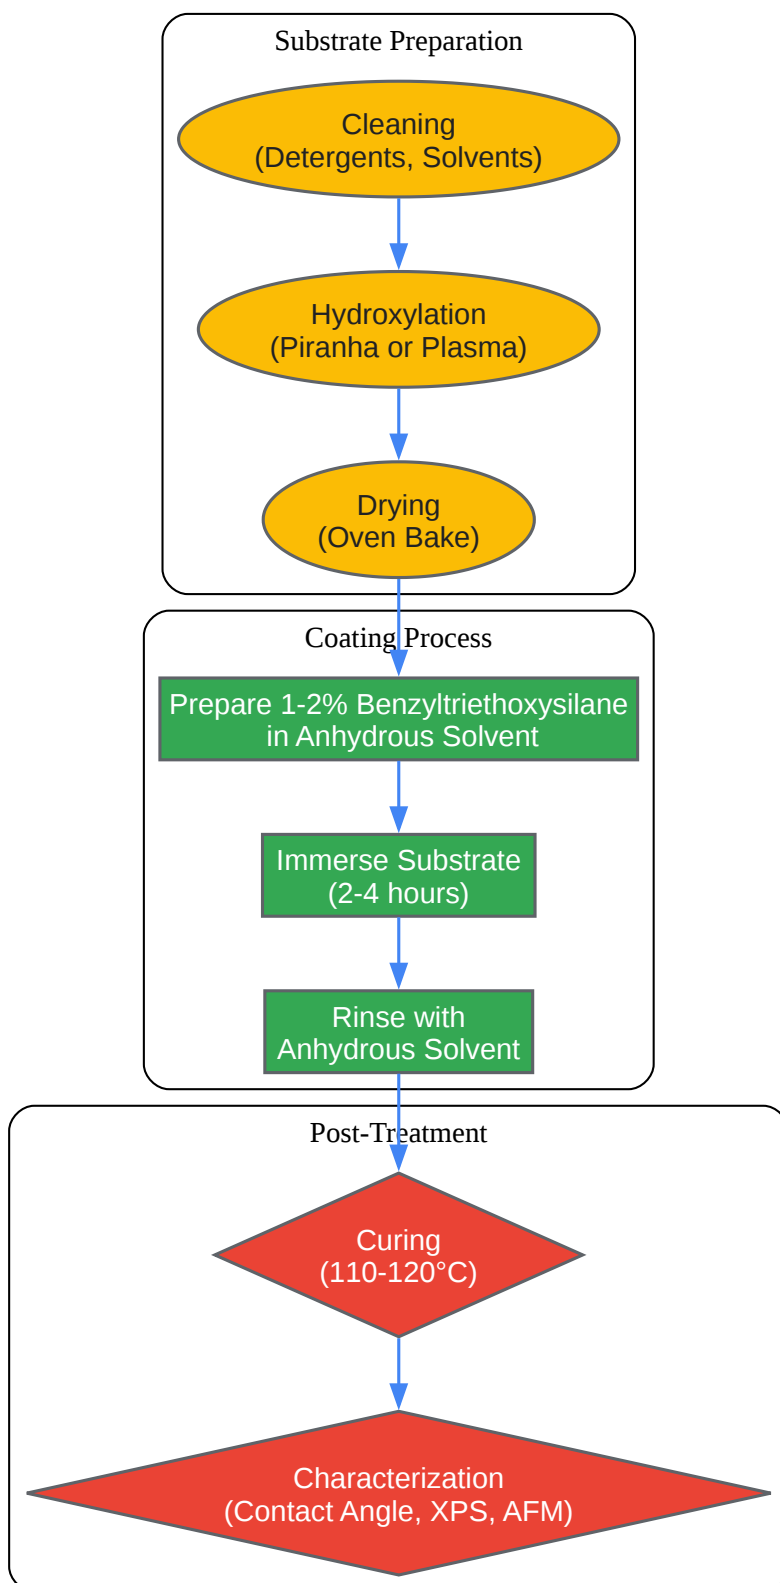 Substrate Preparation
Cleaning
(Detergents, Solvents)
Hydroxylation
(Piranha or Plasma)
Drying
(Oven Bake)
Coating Process
Prepare 1-2% Benzyltriethoxysilane
in Anhydrous Solvent
Immerse Substrate
(2-4 hours)
Rinse with
Anhydrous Solvent
Post-Treatment
Curing
(110-120°C)
Characterization
(Contact Angle, XPS, AFM)